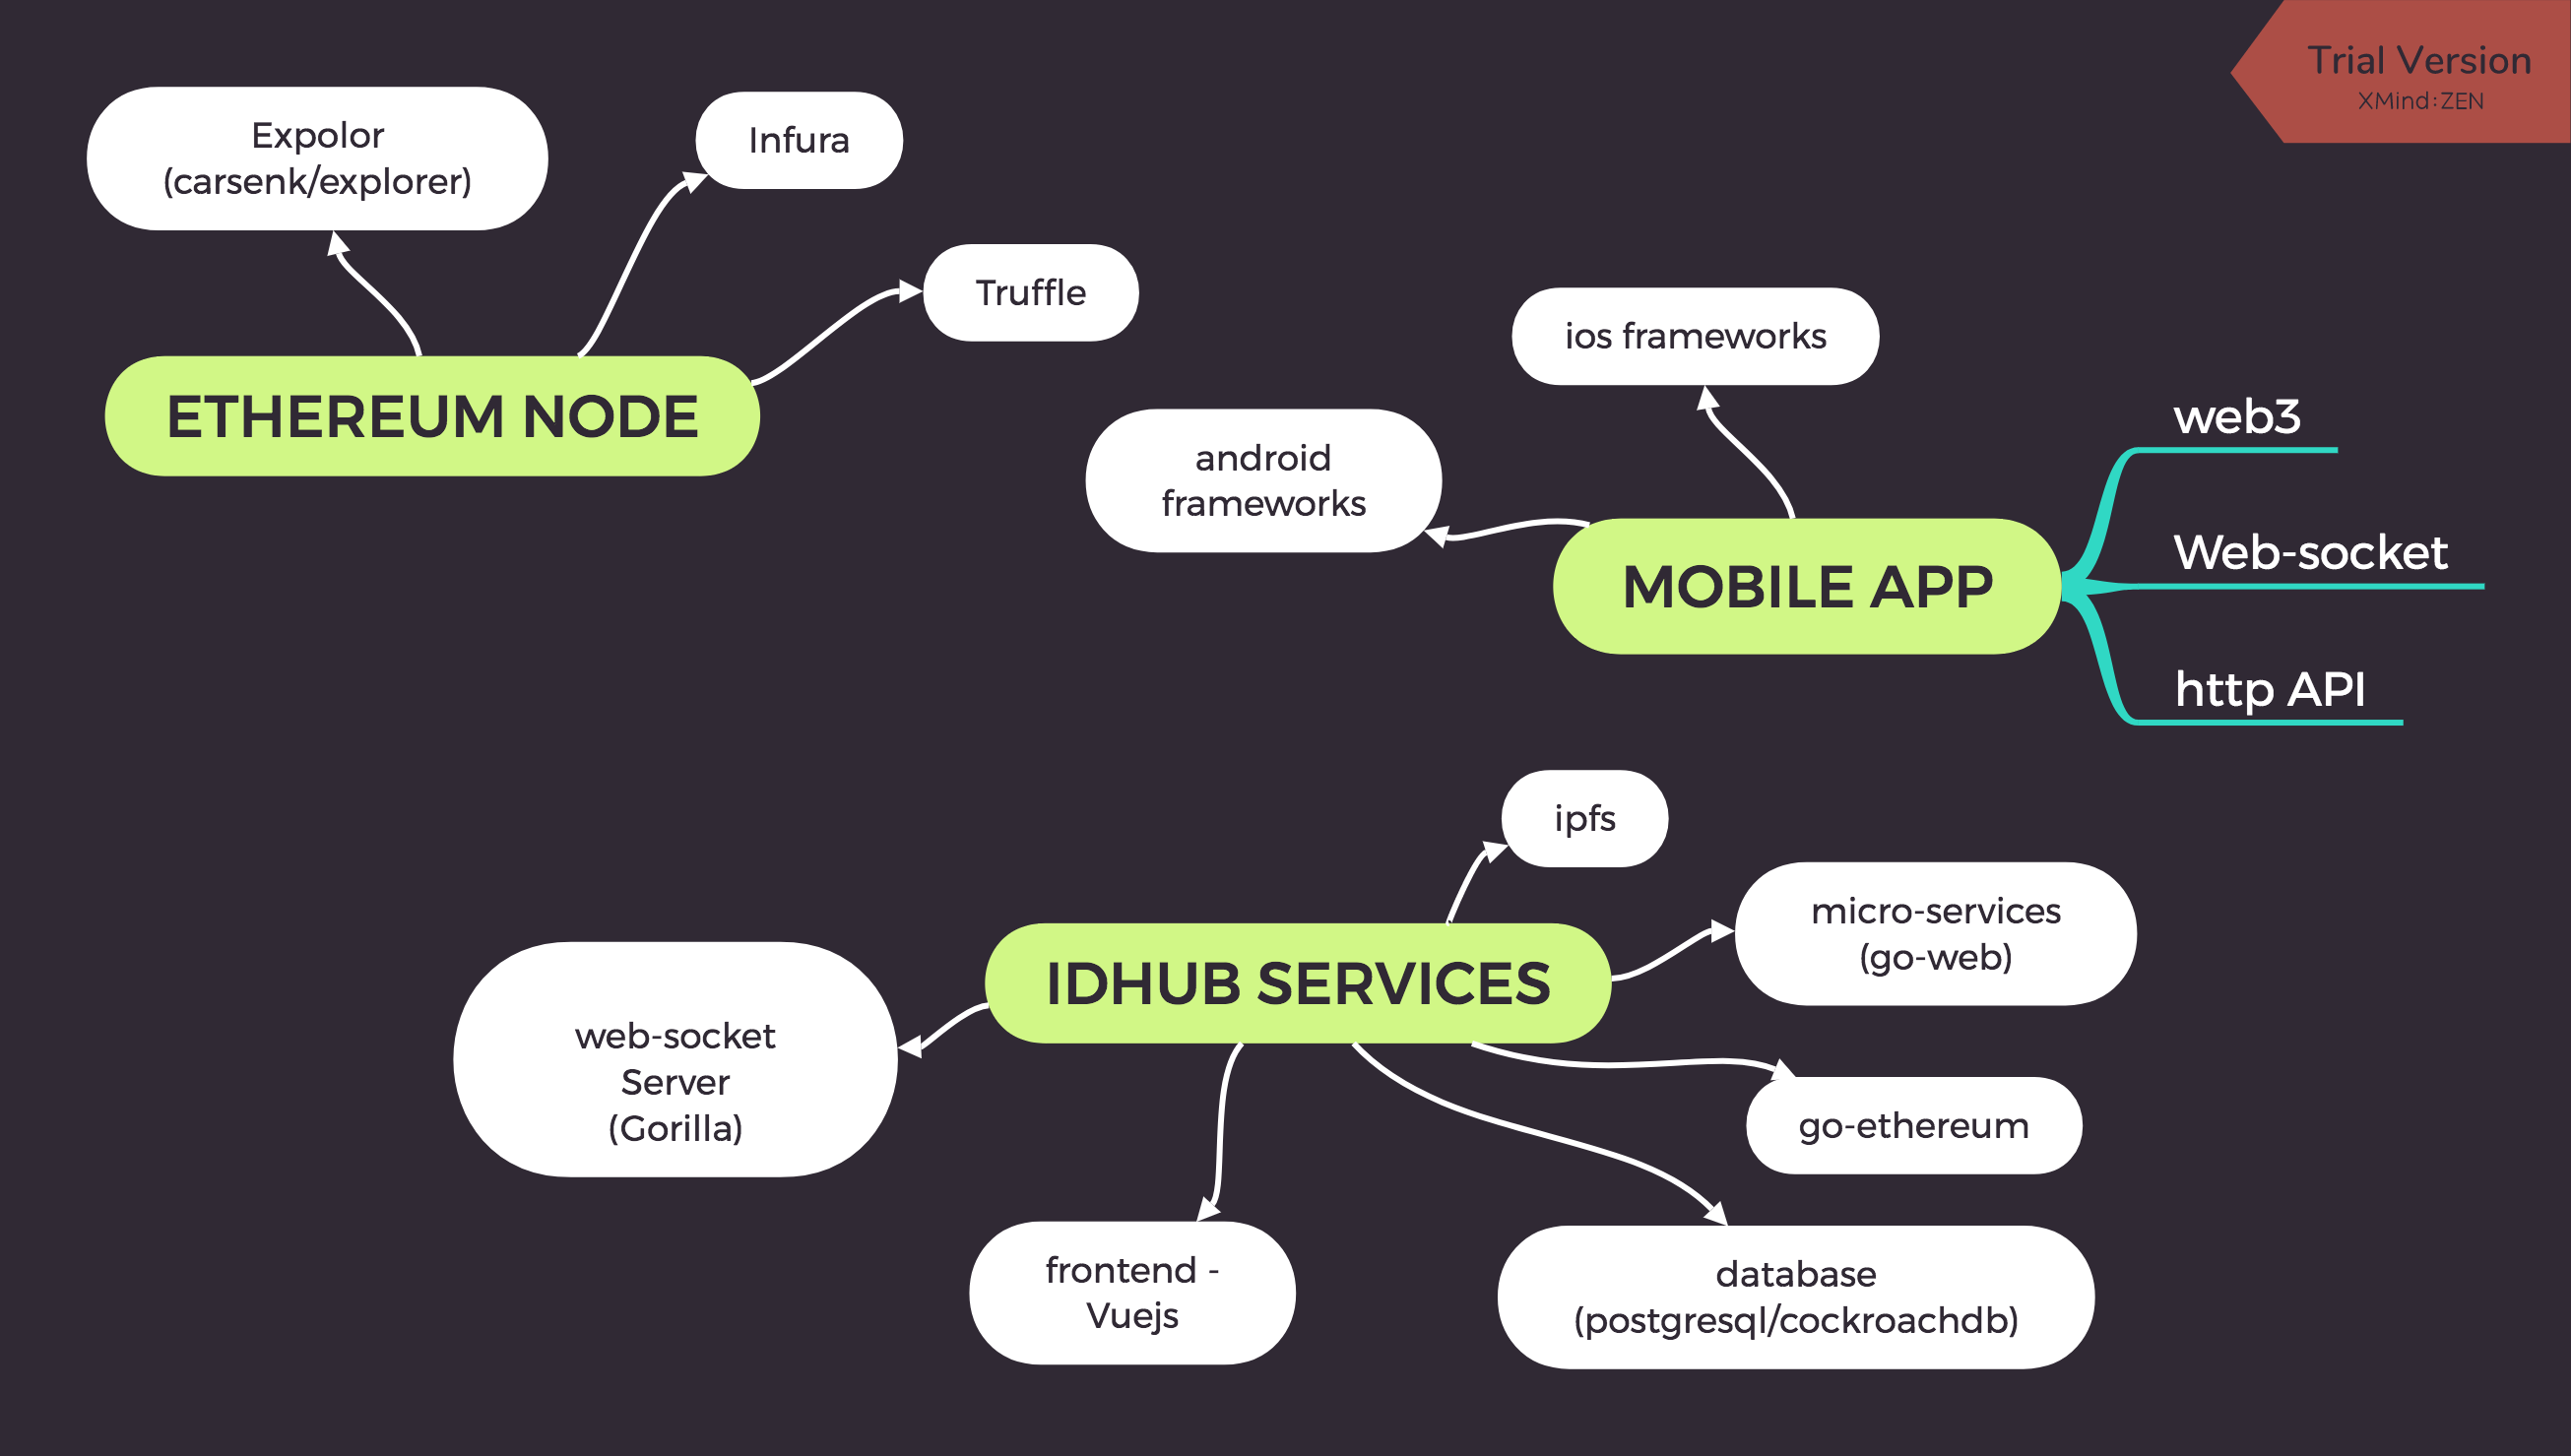 Trial Version
XMind:ZEN
Expolor
(carsenk/explorer)
Infura
Truffle
ETHEREUM NODE
ios frameworks
android
frameworks
MOBILE APP
web3
Web-socket
http API
ipfs
micro-services
(go-web)
IDHUB SERVICES
web-socket
Server
(Gorilla)
go-ethereum
frontend -
Vuejs
database
(postgresql/cockroachdb)